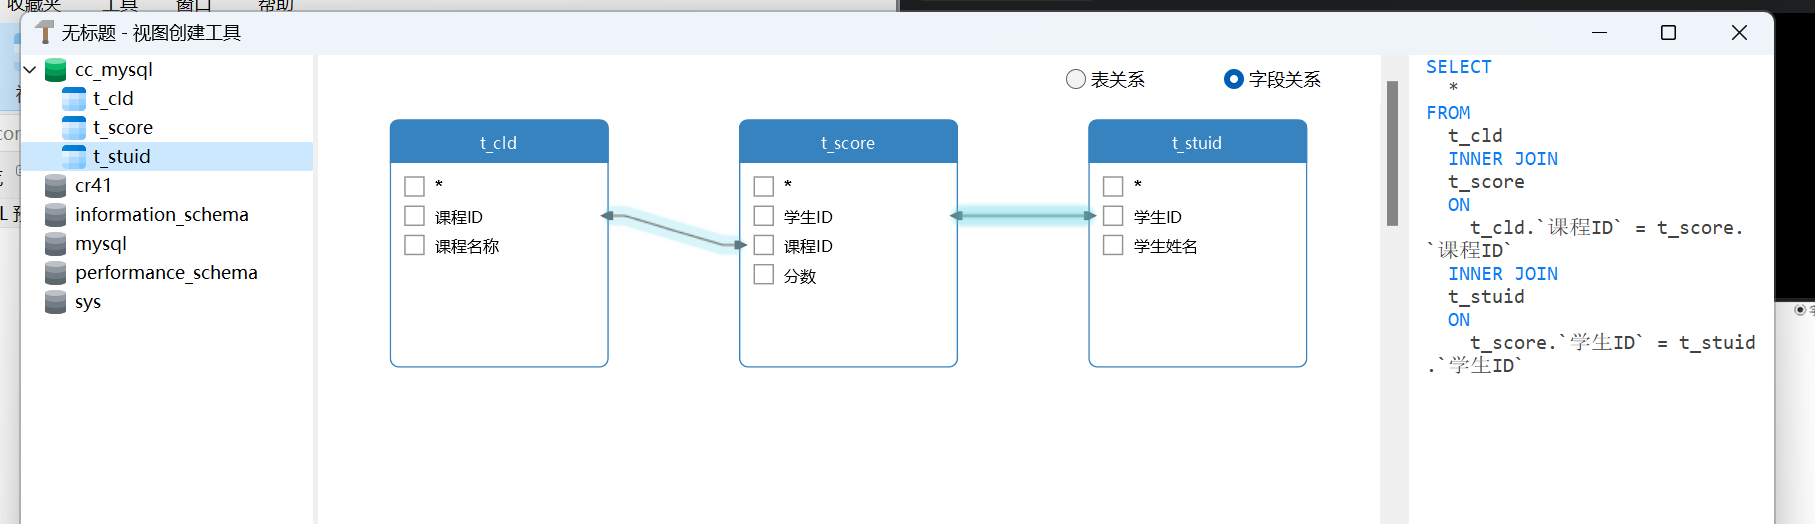 收藏夹 工具 窗口 帮助
无标题 - 视图创建工具
cc_mysql
t_cld
t_score
t_stuid
cr41
information_schema
mysql
performance_schema
sys
表关系 字段关系
t_cld
*
课程ID
课程名称
t_score
*
学生ID
课程ID
分数
t_stuid
*
学生ID
学生姓名
SELECT
*
FROM
t_cld
INNER JOIN
t_score
ON
t_cld.`课程ID` = t_score.
`课程ID`
INNER JOIN
t_stuid
ON
t_score.`学生ID` = t_stuid
.`学生ID`